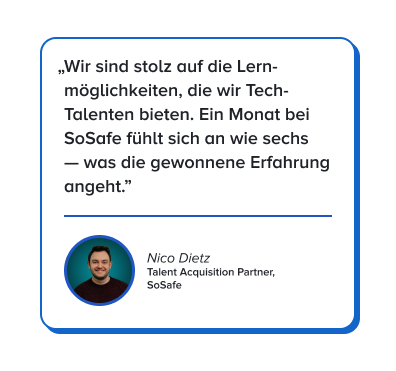 „Wir sind stolz auf die Lern-
möglichkeiten, die wir Tech-
Talenten bieten. Ein Monat bei
SoSafe fühlt sich an wie sechs
— was die gewonnene Erfahrung
angeht.”
Nico Dietz
Talent Acquisition Partner,
SoSafe